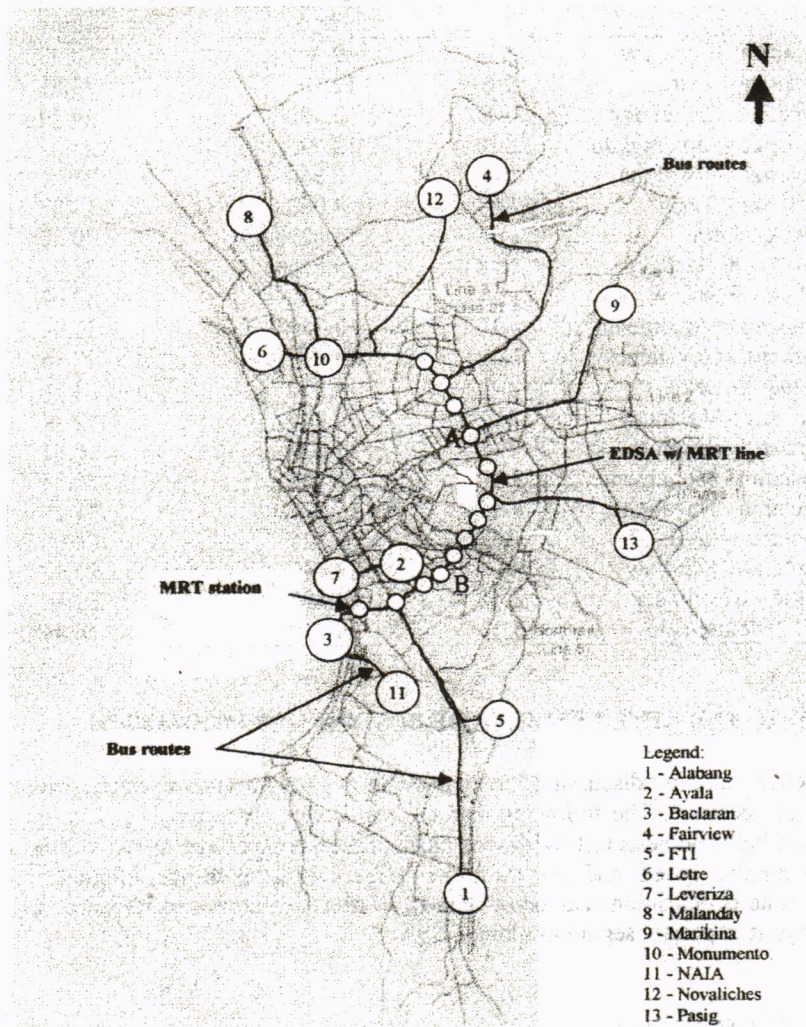 N
Bus routes
4
12
8
9
6
10
A
EDSA w/ MRT line
13
2
7
B
MRT station
3
11
5
Bus routes
1
Legend:
1 - Alabang
2 - Ayala
3 - Baclaran
4 - Fairview
5 - FTI
6 - Letre
7 - Leveriza
8 - Malanday
9 - Marikina
10 - Monumento
11 - NAIA
12 - Novaliches
13 - Pasig